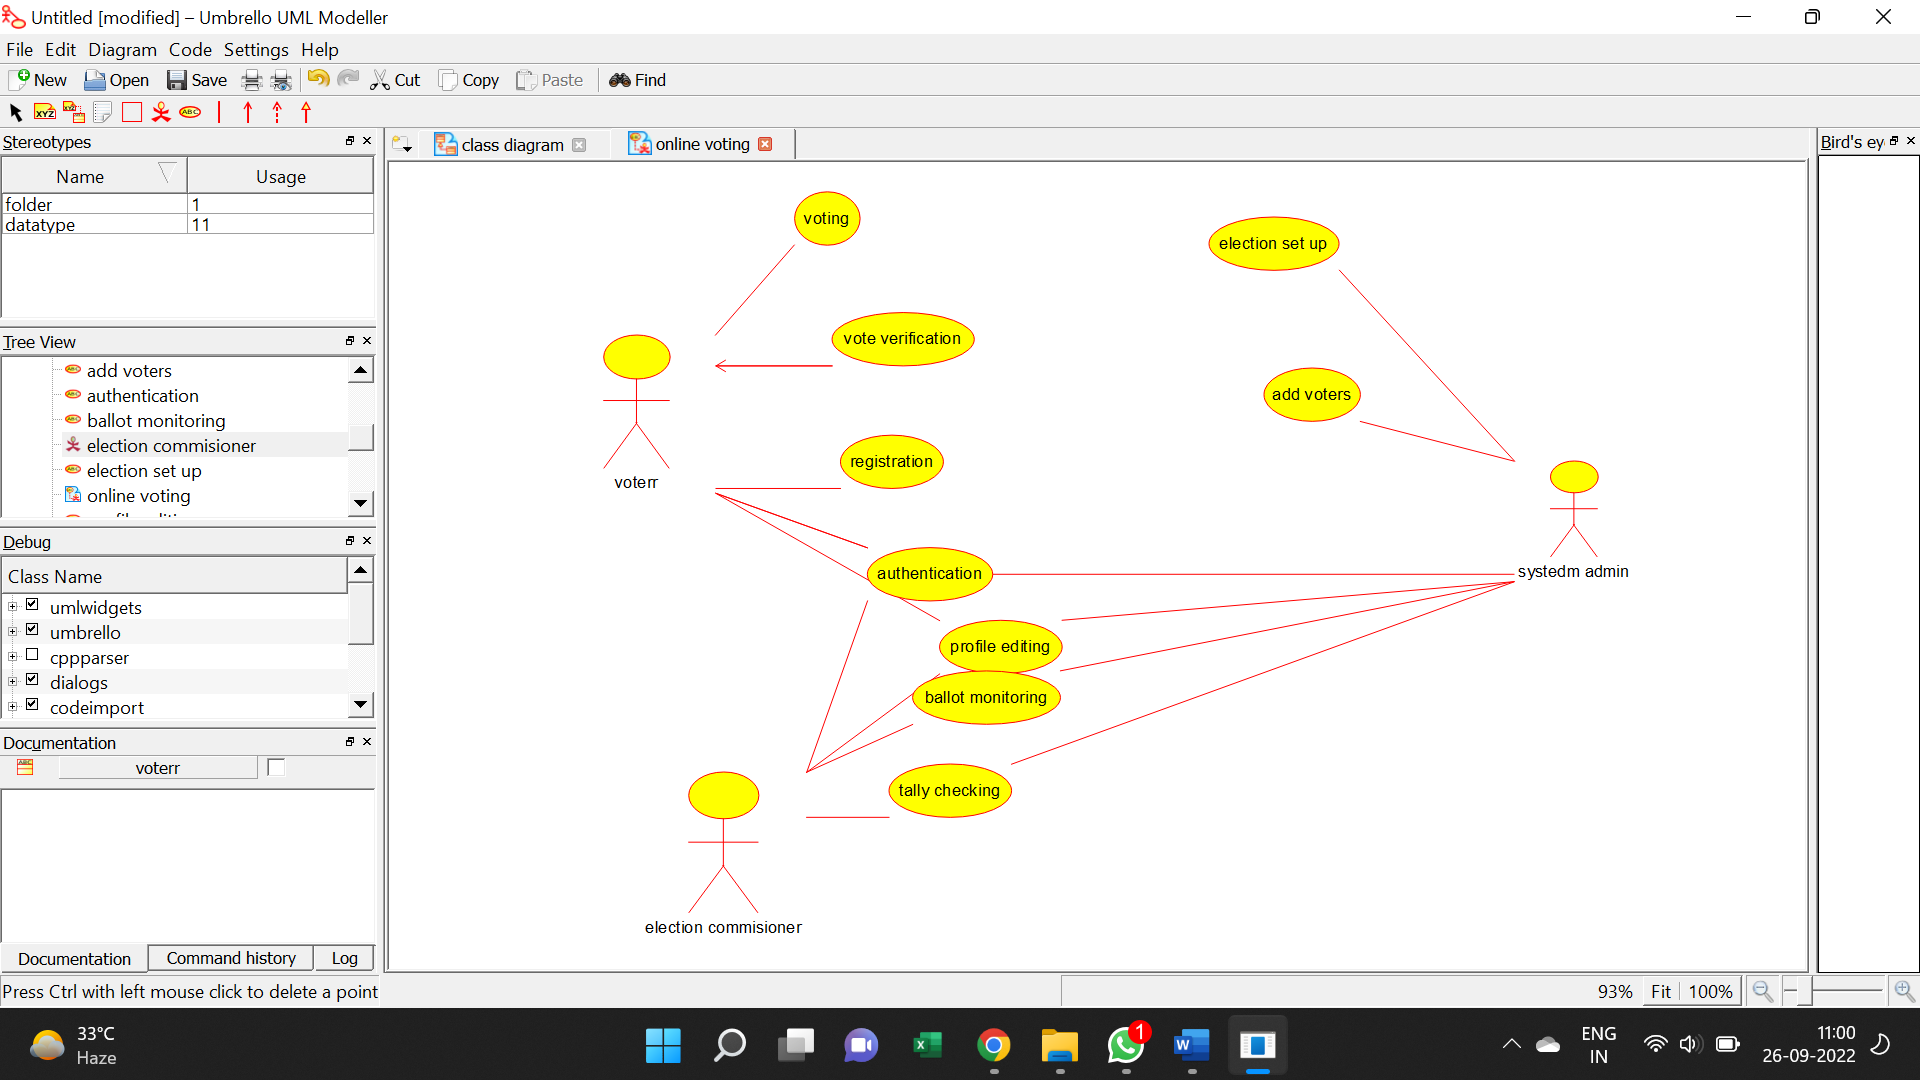 Untitled [modified] – Umbrello UML Modeller
File Edit Diagram Code Settings Help
New Open Save Cut Copy Paste Find
XYZ XYZ ABC
Stereotypes
Name Usage
folder 1
datatype 11
Tree View
add voters
authentication
ballot monitoring
election commisioner
election set up
online voting
Debug
Class Name
umlwidgets
umbrello
cppparser
dialogs
codeimport
Documentation
voterr
Documentation Command history Log
Press Ctrl with left mouse click to delete a point
class diagram online voting
voting
vote verification
voterr
registration
authentication
profile editing
ballot monitoring
tally checking
election commisioner
election set up
add voters
systedm admin
Bird's ey
93% Fit 100%
33°C
Haze
1
ENG
IN
11:00
26-09-2022